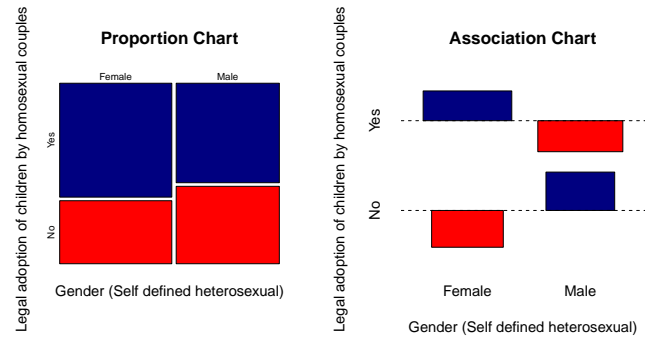 Proportion Chart
Female
Male
Legal adoption of children by homosexual couples
Yes
No
Gender (Self defined heterosexual)
Association Chart
Legal adoption of children by homosexual couples
Yes
No
Female
Male
Gender (Self defined heterosexual)